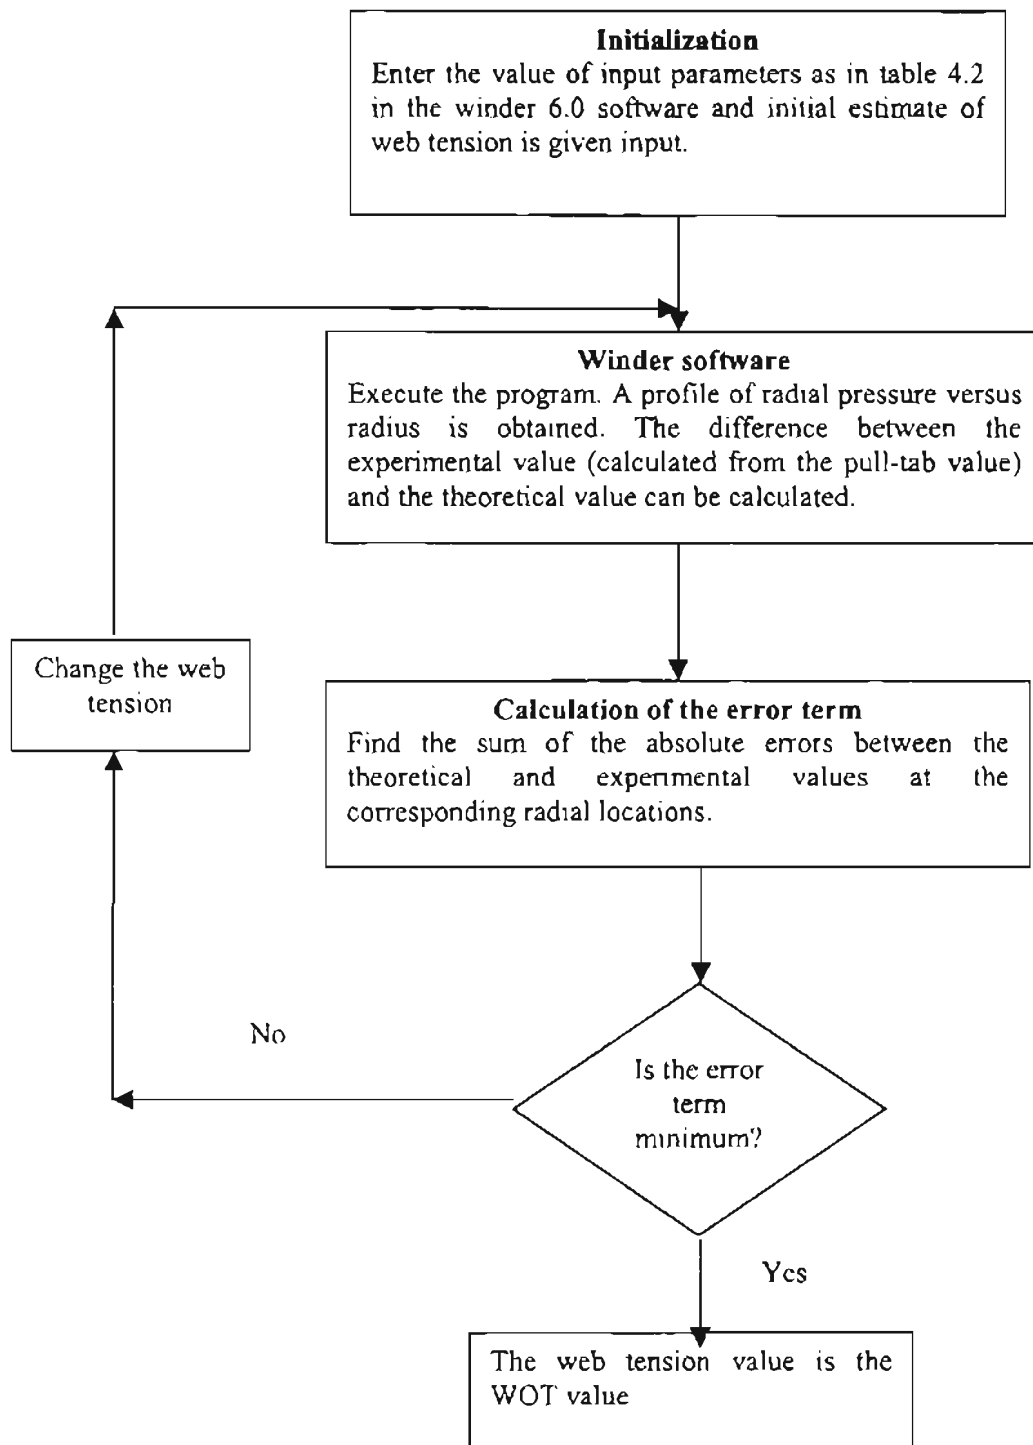 Initialization
Enter the value of input parameters as in table 4.2
in the winder 6.0 software and initial estimate of
web tension is given input.
Winder software
Execute the program. A profile of radial pressure versus
radius is obtained. The difference between the
experimental value (calculated from the pull-tab value)
and the theoretical value can be calculated.
Change the web
tension
Calculation of the error term
Find the sum of the absolute errors between the
theoretical and experimental values at the
corresponding radial locations.
No
Is the error
term
minimum?
Yes
The web tension value is the
WOT value